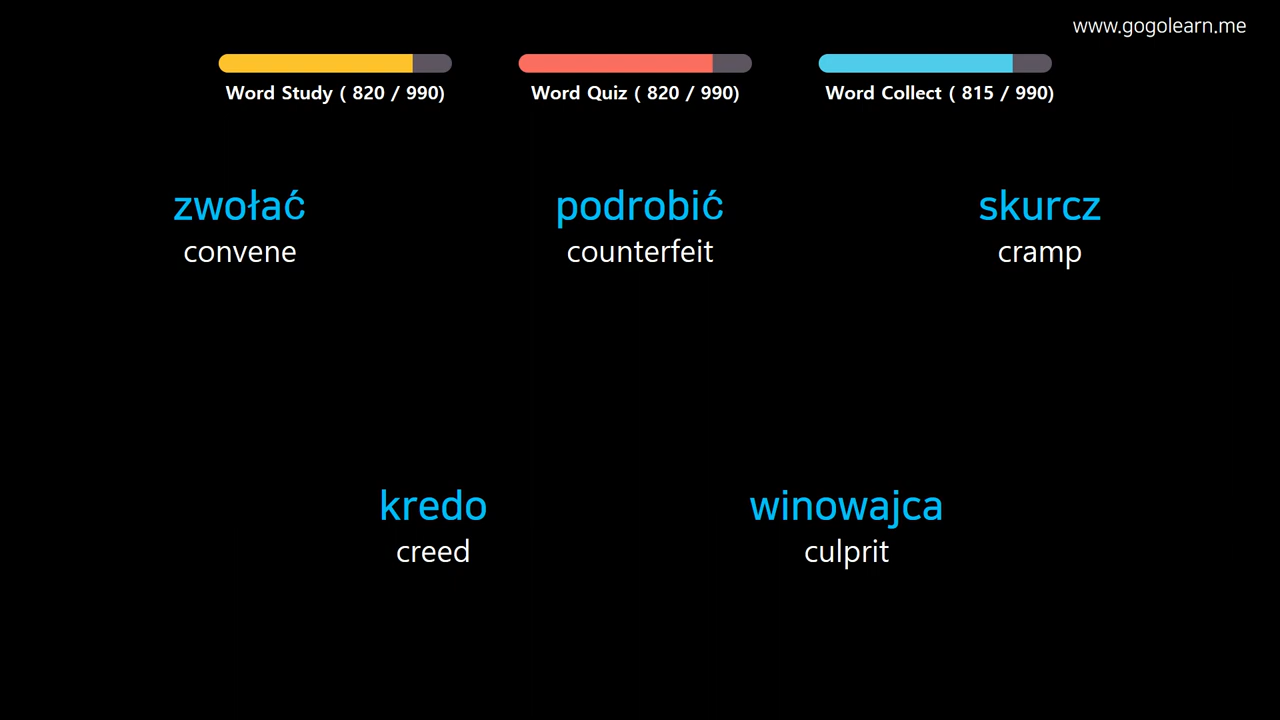 www.gogolearn.me
Word Study ( 820 / 990)
Word Quiz ( 820 / 990)
Word Collect ( 815 / 990)
zwołać
convene
podrobić
counterfeit
skurcz
cramp
kredo
creed
winowajca
culprit